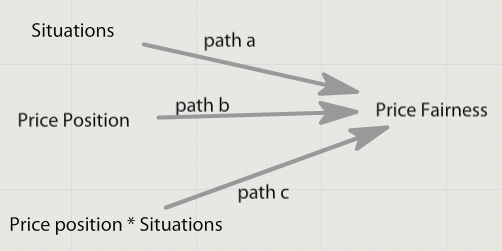 Situations
path a
path b
Price Position
Price Fairness
path c
Price position * Situations